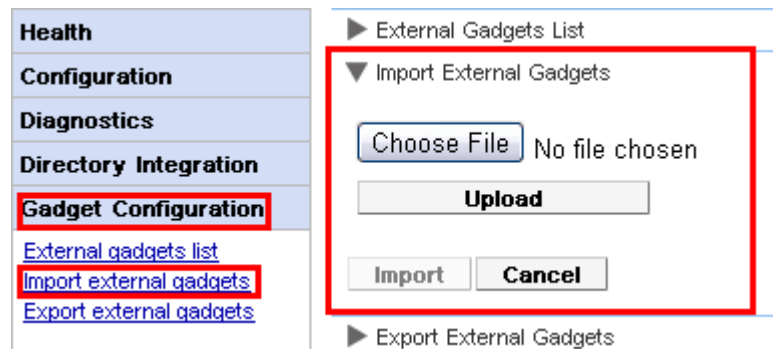 Health
Configuration
Diagnostics
Directory Integration
Gadget Configuration
External gadgets list
Import external gadgets
Export external gadgets
External Gadgets List
Import External Gadgets
Choose File No file chosen
Upload
Import Cancel
Export External Gadgets